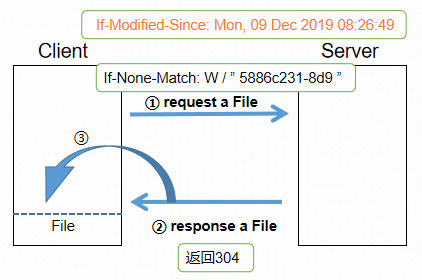 If-Modified-Since: Mon, 09 Dec 2019 08:26:49
Client
Server
If-None-Match: W / ” 5886c231-8d9 ”
① request a File
③
② response a File
File
返回304